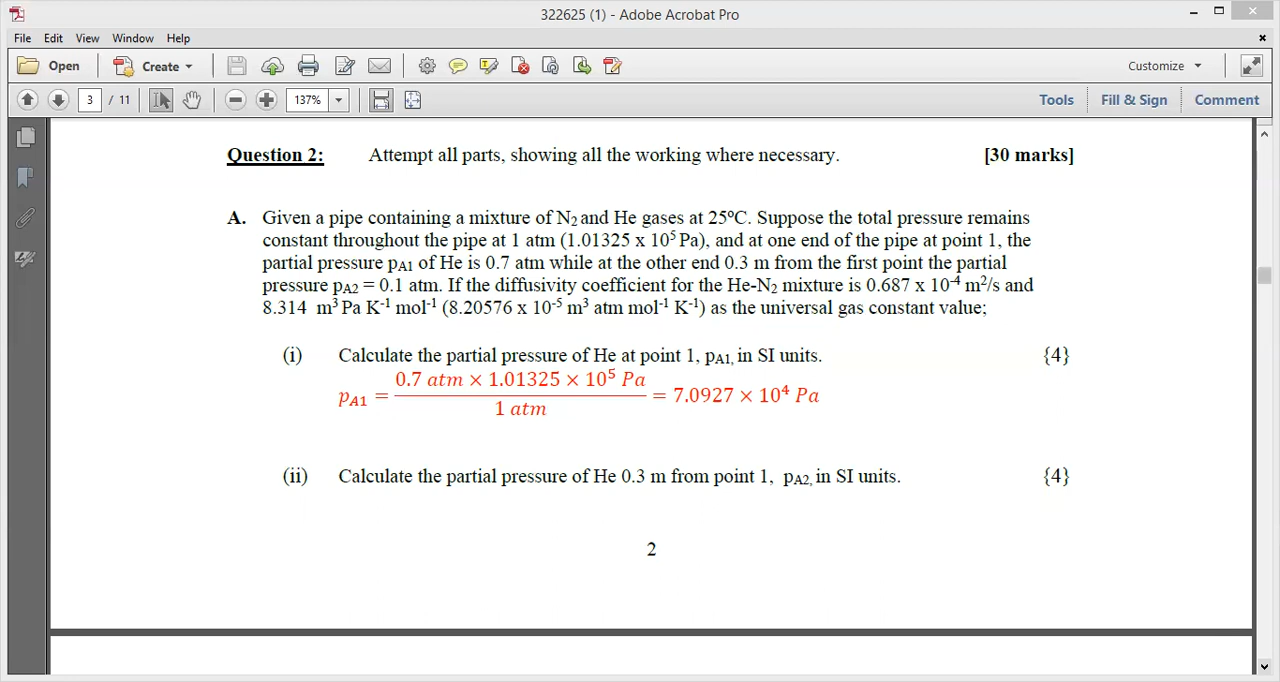 322625 (1) - Adobe Acrobat Pro
File Edit View Window Help
Open Create Customize
3 / 11 137% Tools Fill & Sign Comment
Question 2: Attempt all parts, showing all the working where necessary. [30 marks]
A. Given a pipe containing a mixture of N₂ and He gases at 25ºC. Suppose the total pressure remains
constant throughout the pipe at 1 atm (1.01325 x 10⁵ Pa), and at one end of the pipe at point 1, the
partial pressure pA1 of He is 0.7 atm while at the other end 0.3 m from the first point the partial
pressure pA2 = 0.1 atm. If the diffusivity coefficient for the He-N₂ mixture is 0.687 x 10⁻⁴ m²/s and
8.314 m³ Pa K⁻¹ mol⁻¹ (8.20576 x 10⁻⁵ m³ atm mol⁻¹ K⁻¹) as the universal gas constant value;
(i) Calculate the partial pressure of He at point 1, pA1, in SI units. {4}
pA1 = 0.7 atm × 1.01325 × 10⁵ Pa / 1 atm = 7.0927 × 10⁴ Pa
(ii) Calculate the partial pressure of He 0.3 m from point 1, pA2, in SI units. {4}
2